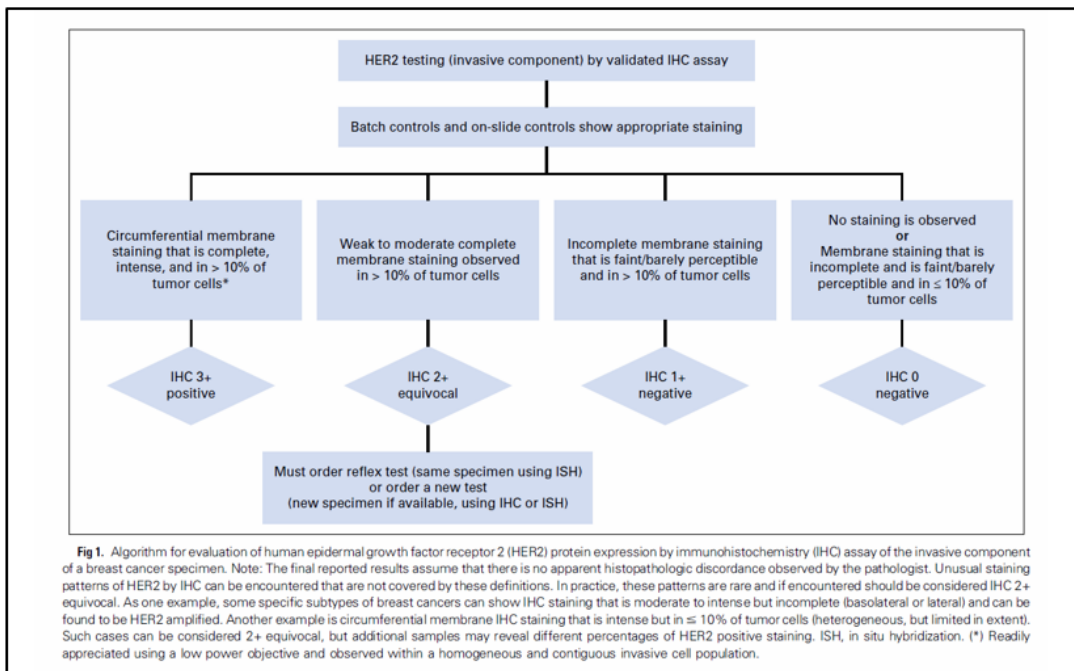 HER2 testing (invasive component) by validated IHC assay
Batch controls and on-slide controls show appropriate staining
Circumferential membrane
staining that is complete,
intense, and in > 10% of
tumor cells*
Weak to moderate complete
membrane staining observed
in > 10% of tumor cells
Incomplete membrane staining
that is faint/barely perceptible
and in > 10% of tumor cells
No staining is observed
or
Membrane staining that is
incomplete and is faint/barely
perceptible and in ≤ 10% of
tumor cells
IHC 3+
positive
IHC 2+
equivocal
IHC 1+
negative
IHC 0
negative
Must order reflex test (same specimen using ISH)
or order a new test
(new specimen if available, using IHC or ISH)
Fig 1. Algorithm for evaluation of human epidermal growth factor receptor 2 (HER2) protein expression by immunohistochemistry (IHC) assay of the invasive component
of a breast cancer specimen. Note: The final reported results assume that there is no apparent histopathologic discordance observed by the pathologist. Unusual staining
patterns of HER2 by IHC can be encountered that are not covered by these definitions. In practice, these patterns are rare and if encountered should be considered IHC 2+
equivocal. As one example, some specific subtypes of breast cancers can show IHC staining that is moderate to intense but incomplete (basolateral or lateral) and can be
found to be HER2 amplified. Another example is circumferential membrane IHC staining that is intense but in ≤ 10% of tumor cells (heterogeneous, but limited in extent).
Such cases can be considered 2+ equivocal, but additional samples may reveal different percentages of HER2 positive staining. ISH, in situ hybridization. (*) Readily
appreciated using a low power objective and observed within a homogeneous and contiguous invasive cell population.